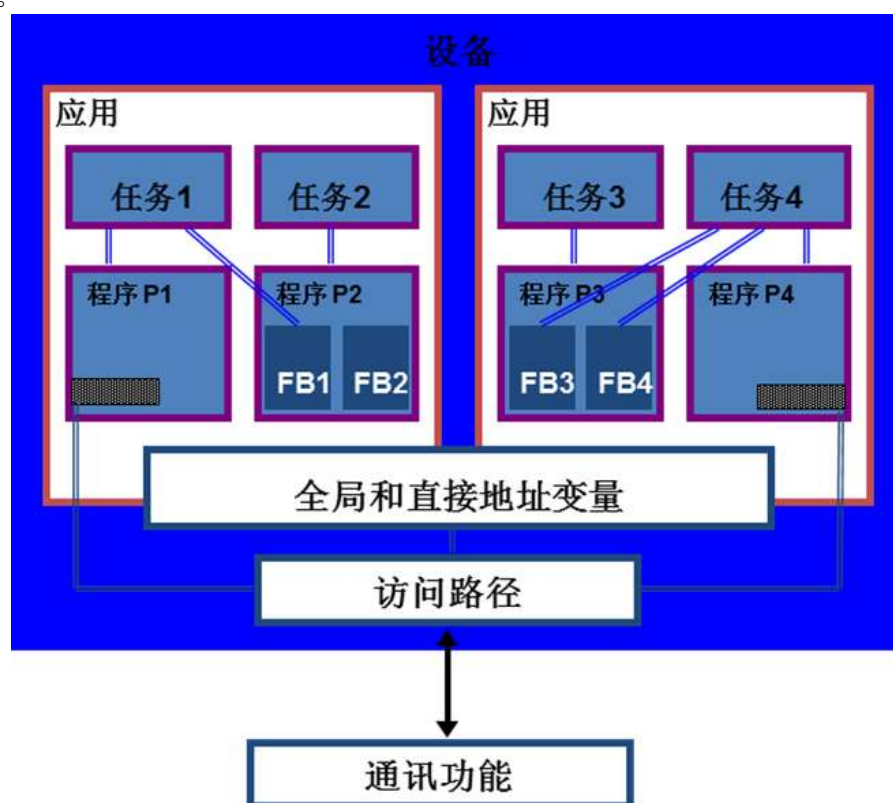 。
设备
应用
应用
任务1
任务2
任务3
任务4
程序 P1
程序 P2
程序 P3
程序 P4
FB1
FB2
FB3
FB4
全局和直接地址变量
访问路径
通讯功能